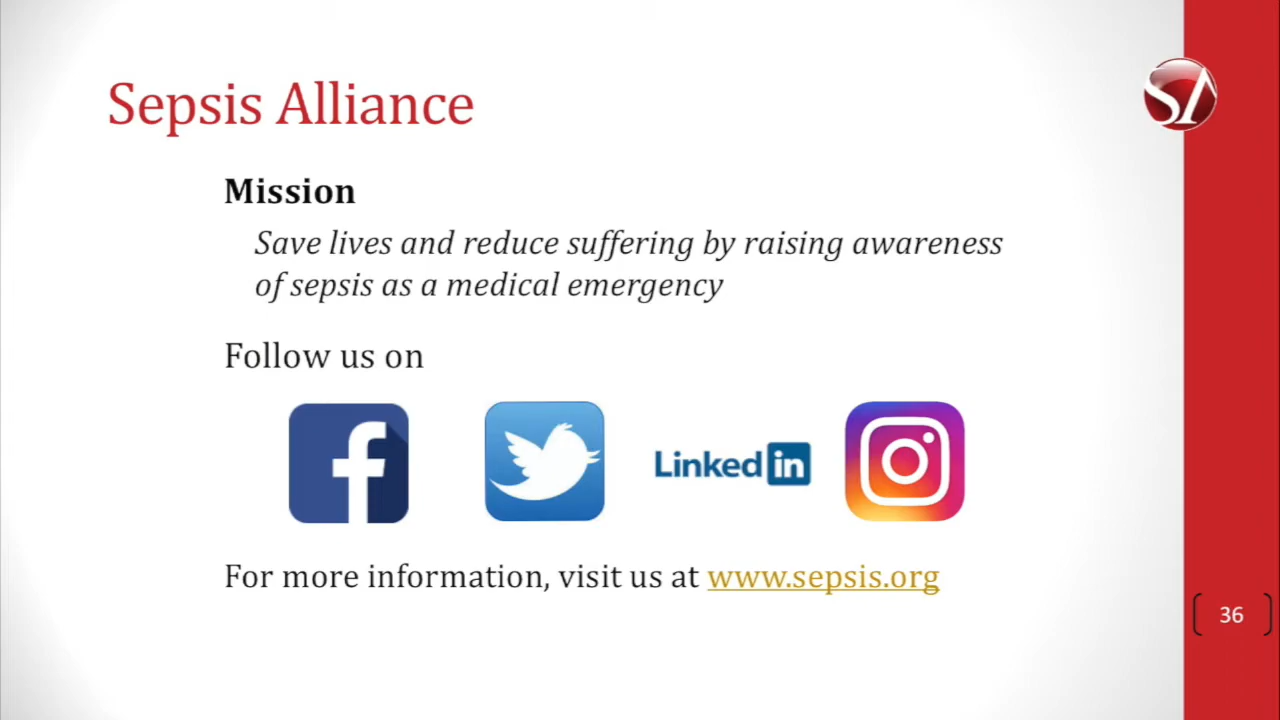 Sepsis Alliance
SA
Mission
Save lives and reduce suffering by raising awareness
of sepsis as a medical emergency
Follow us on
f
Linked in
For more information, visit us at www.sepsis.org
36